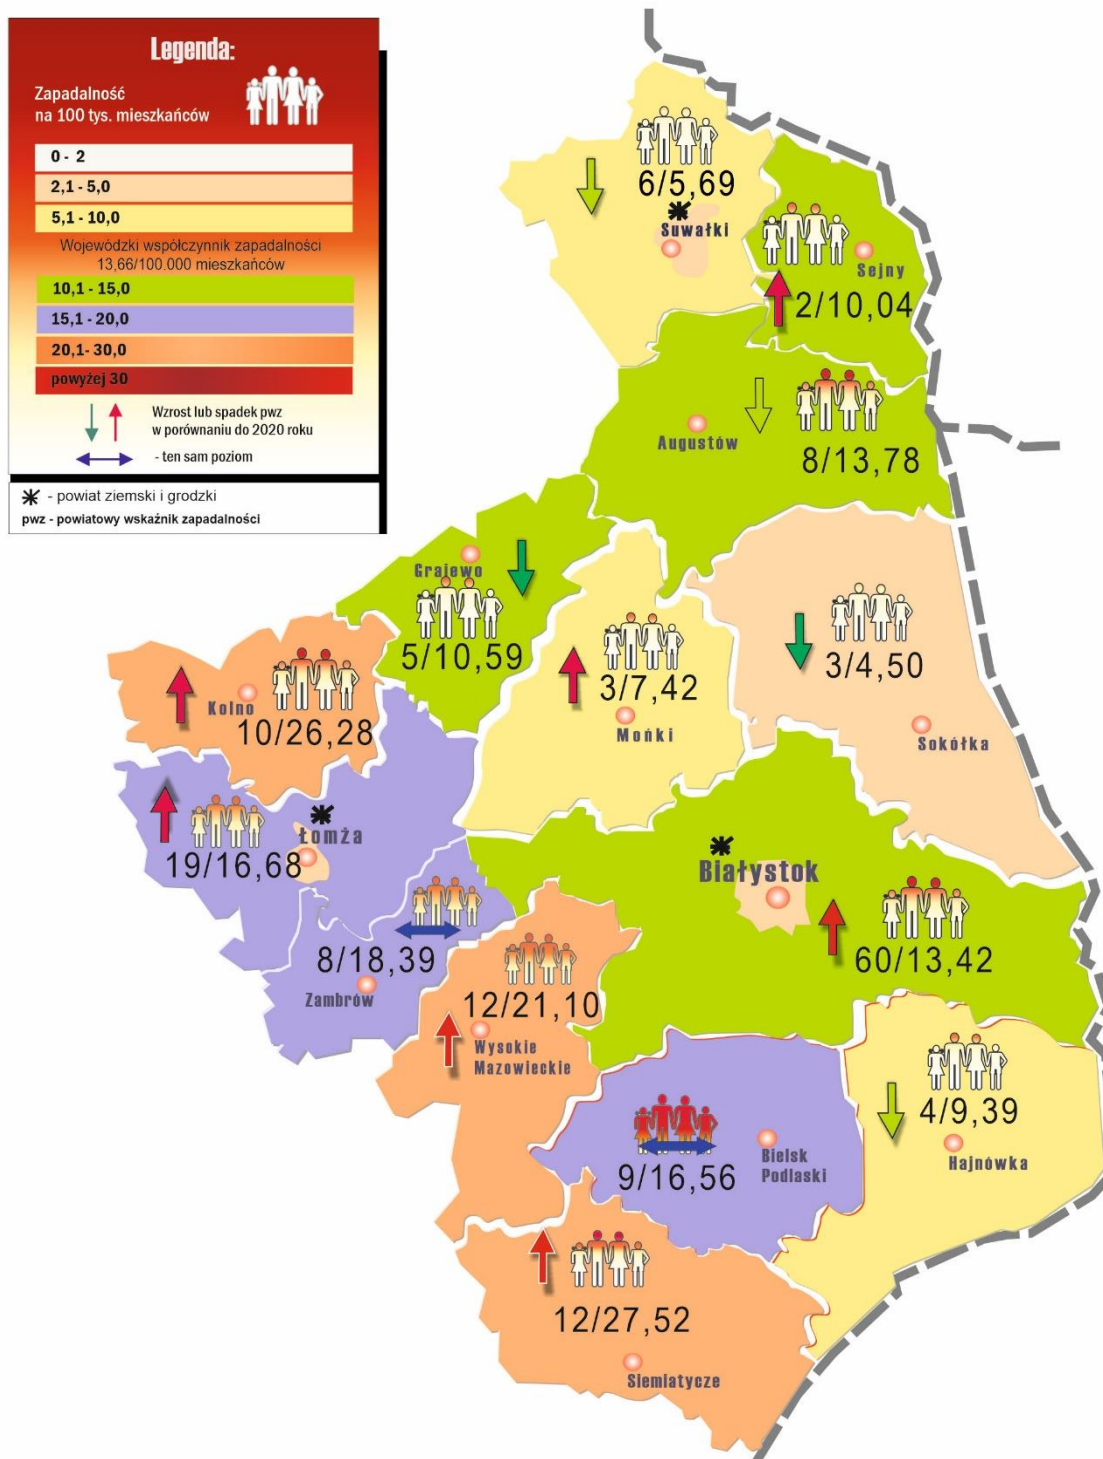 Legenda:
Zapadalność
na 100 tys. mieszkańców
0 - 2
2,1 - 5,0
5,1 - 10,0
Wojewódzki współczynnik zapadalności
13,66/100.000 mieszkańców
10,1 - 15,0
15,1 - 20,0
20,1- 30,0
powyżej 30
Wzrost lub spadek pwz
w porównaniu do 2020 roku
- ten sam poziom
- powiat ziemski i grodzki
pwz - powiatowy wskaźnik zapadalności
6/5,69
Suwałki
Sejny
2/10,04
Augustów
8/13,78
Grajewo
5/10,59
3/7,42
Mońki
3/4,50
Sokółka
Kolno
10/26,28
Łomża
19/16,68
Białystok
60/13,42
8/18,39
Zambrów
12/21,10
Wysokie
Mazowieckie
4/9,39
Hajnówka
9/16,56
Bielsk
Podlaski
12/27,52
Siemiatycze